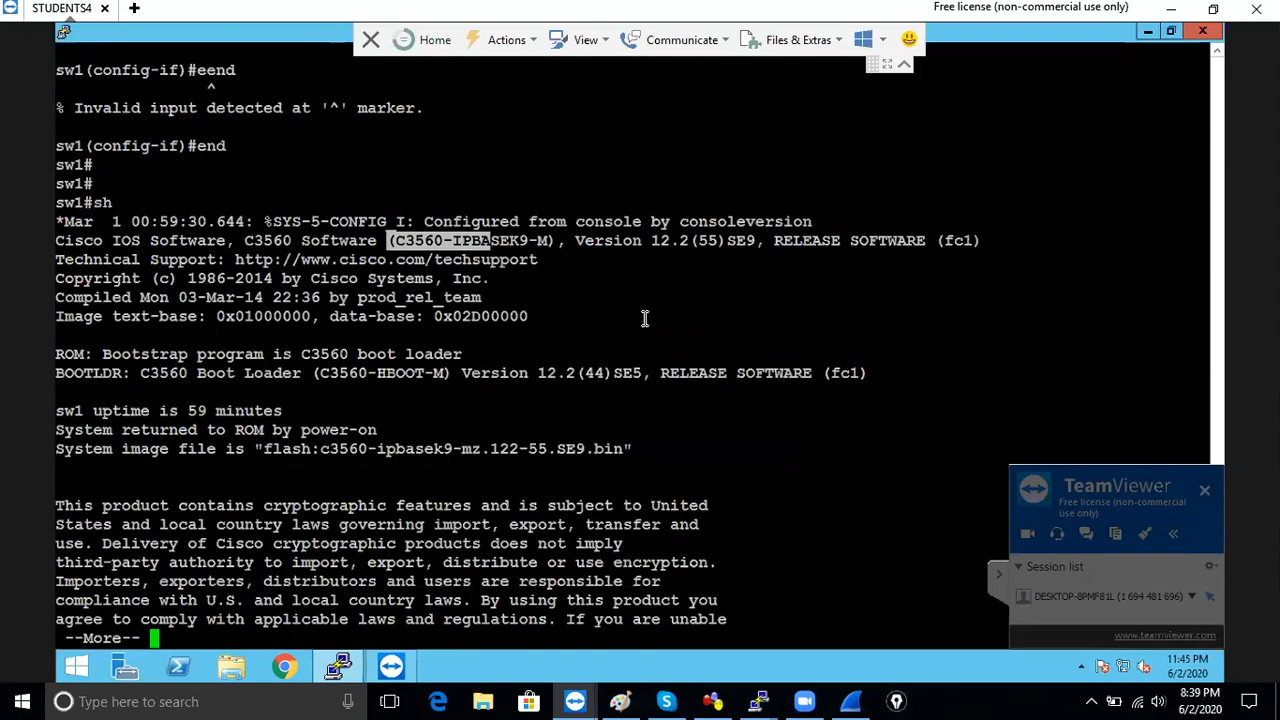 STUDENTS4
Free license (non-commercial use only)
Home
Actions
View
Communicate
Files & Extras
sw1(config-if)#eend
^
% Invalid input detected at '^' marker.
sw1(config-if)#end
sw1#
sw1#
sw1#sh
*Mar  1 00:59:30.644: %SYS-5-CONFIG_I: Configured from console by consoleversion
Cisco IOS Software, C3560 Software (C3560-IPBASEK9-M), Version 12.2(55)SE9, RELEASE SOFTWARE (fc1)
Technical Support: http://www.cisco.com/techsupport
Copyright (c) 1986-2014 by Cisco Systems, Inc.
Compiled Mon 03-Mar-14 22:36 by prod_rel_team
Image text-base: 0x01000000, data-base: 0x02D00000
ROM: Bootstrap program is C3560 boot loader
BOOTLDR: C3560 Boot Loader (C3560-HBOOT-M) Version 12.2(44)SE5, RELEASE SOFTWARE (fc1)
sw1 uptime is 59 minutes
System returned to ROM by power-on
System image file is "flash:c3560-ipbasek9-mz.122-55.SE9.bin"
This product contains cryptographic features and is subject to United
States and local country laws governing import, export, transfer and
use. Delivery of Cisco cryptographic products does not imply
third-party authority to import, export, distribute or use encryption.
Importers, exporters, distributors and users are responsible for
compliance with U.S. and local country laws. By using this product you
agree to comply with applicable laws and regulations. If you are unable
--More--
TeamViewer
Free license (non-commercial
use only)
Session list
DESKTOP-8PMF81L (1 694 481 696)
www.teamviewer.com
11:45 PM
6/2/2020
Type here to search
8:39 PM
6/2/2020